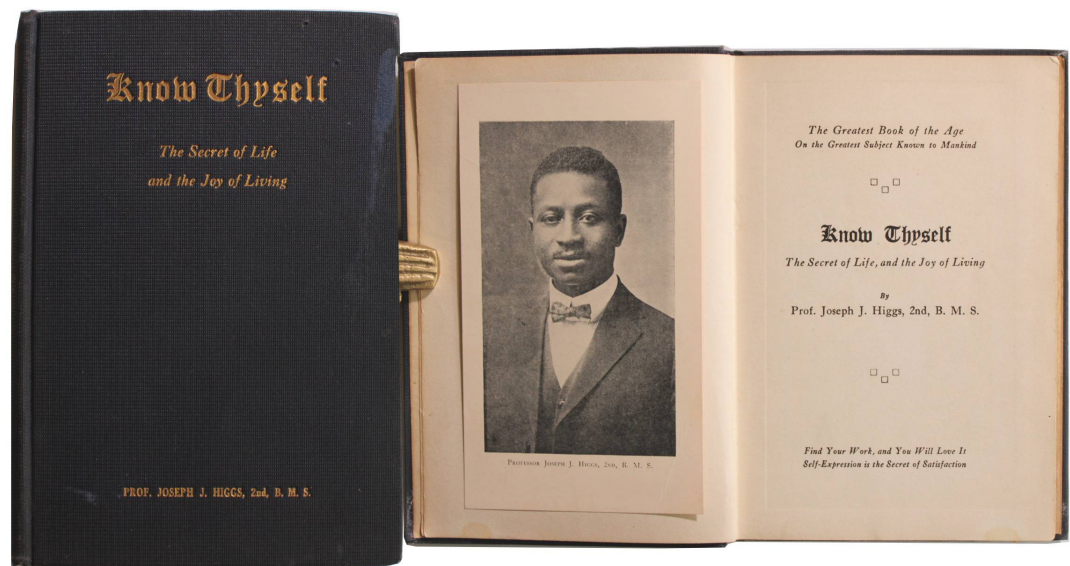 Know Thyself
The Secret of Life
and the Joy of Living
PROF. JOSEPH J. HIGGS, 2nd, B. M. S.
PROFESSOR JOSEPH J. HIGGS, 2ND, B. M. S.
The Greatest Book of the Age
On the Greatest Subject Known to Mankind
Know Thyself
The Secret of Life, and the Joy of Living
By
Prof. Joseph J. Higgs, 2nd, B. M. S.
Find Your Work, and You Will Love It
Self-Expression is the Secret of Satisfaction